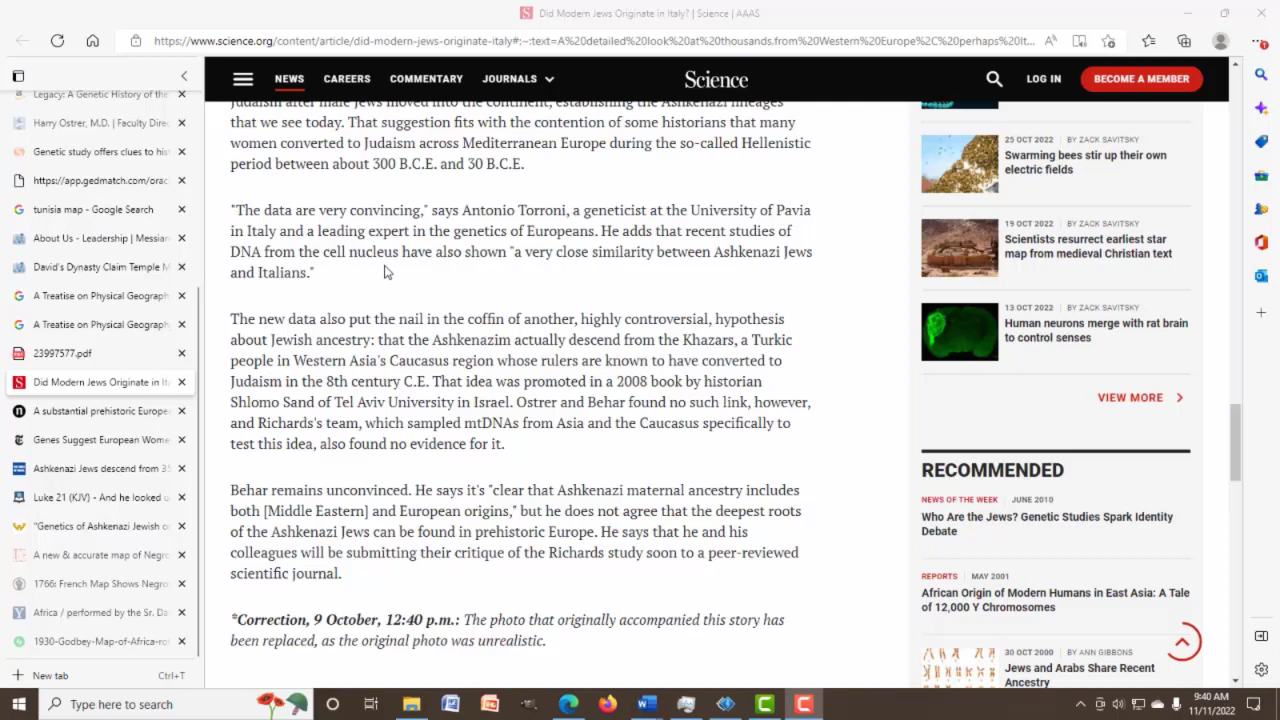 Did Modern Jews Originate in Italy? | Science | AAAS
https://www.science.org/content/article/did-modern-jews-originate-italy#:~:text=A%20detailed%20look%20at%20thousands.from%20Western%20Europe%2C%20perhaps%20It...
Legacy: A Genetic History of the
Harry Ostrer, M.D. | Faculty Direc
Genetic study offers clues to hist
https://app.gedmatch.com/orac
tunisia map - Google Search
About Us - Leadership | Messian
David's Dynasty Claim Temple M
A Treatise on Physical Geograph
A Treatise on Physical Geograph
23997577.pdf
Did Modern Jews Originate in It
A substantial prehistoric Europe
Genes Suggest European Wome
Ashkenazi Jews descend from 35
Luke 21 (KJV) - And he looked u
"Genetics of Ashkenazi Jewish o
A new & accurate map of Negro
1766: French Map Shows Negro
Africa / performed by the Sr. Da
1930-Godbey-Map-of-Africa-ro
New tab Ctrl+T
NEWS CAREERS COMMENTARY JOURNALS Science LOG IN BECOME A MEMBER
Judaism after male Jews moved into the continent, establishing the Ashkenazi lineages
that we see today. That suggestion fits with the contention of some historians that many
women converted to Judaism across Mediterranean Europe during the so-called Hellenistic
period between about 300 B.C.E. and 30 B.C.E.
"The data are very convincing," says Antonio Torroni, a geneticist at the University of Pavia
in Italy and a leading expert in the genetics of Europeans. He adds that recent studies of
DNA from the cell nucleus have also shown "a very close similarity between Ashkenazi Jews
and Italians."
The new data also put the nail in the coffin of another, highly controversial, hypothesis
about Jewish ancestry: that the Ashkenazim actually descend from the Khazars, a Turkic
people in Western Asia's Caucasus region whose rulers are known to have converted to
Judaism in the 8th century C.E. That idea was promoted in a 2008 book by historian
Shlomo Sand of Tel Aviv University in Israel. Ostrer and Behar found no such link, however,
and Richards's team, which sampled mtDNAs from Asia and the Caucasus specifically to
test this idea, also found no evidence for it.
Behar remains unconvinced. He says it's "clear that Ashkenazi maternal ancestry includes
both [Middle Eastern] and European origins," but he does not agree that the deepest roots
of the Ashkenazi Jews can be found in prehistoric Europe. He says that he and his
colleagues will be submitting their critique of the Richards study soon to a peer-reviewed
scientific journal.
*Correction, 9 October, 12:40 p.m.: The photo that originally accompanied this story has
been replaced, as the original photo was unrealistic.
25 OCT 2022 | BY ZACK SAVITSKY
Swarming bees stir up their own
electric fields
19 OCT 2022 | BY ZACK SAVITSKY
Scientists resurrect earliest star
map from medieval Christian text
13 OCT 2022 | BY ZACK SAVITSKY
Human neurons merge with rat brain
to control senses
VIEW MORE
RECOMMENDED
NEWS OF THE WEEK | JUNE 2010
Who Are the Jews? Genetic Studies Spark Identity
Debate
REPORTS | MAY 2001
African Origin of Modern Humans in East Asia: A Tale
of 12,000 Y Chromosomes
30 OCT 2000 | BY ANN GIBBONS
Jews and Arabs Share Recent
Ancestry
Type here to search
9:40 AM
11/11/2022